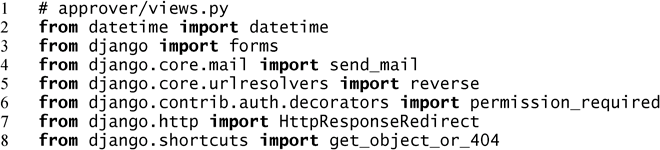 1 # approver/views.py
2 from datetime import datetime
3 from django import forms
4 from django.core.mail import send_mail
5 from django.core.urlresolvers import reverse
6 from django.contrib.auth.decorators import permission_required
7 from django.http import HttpResponseRedirect
8 from django.shortcuts import get_object_or_404